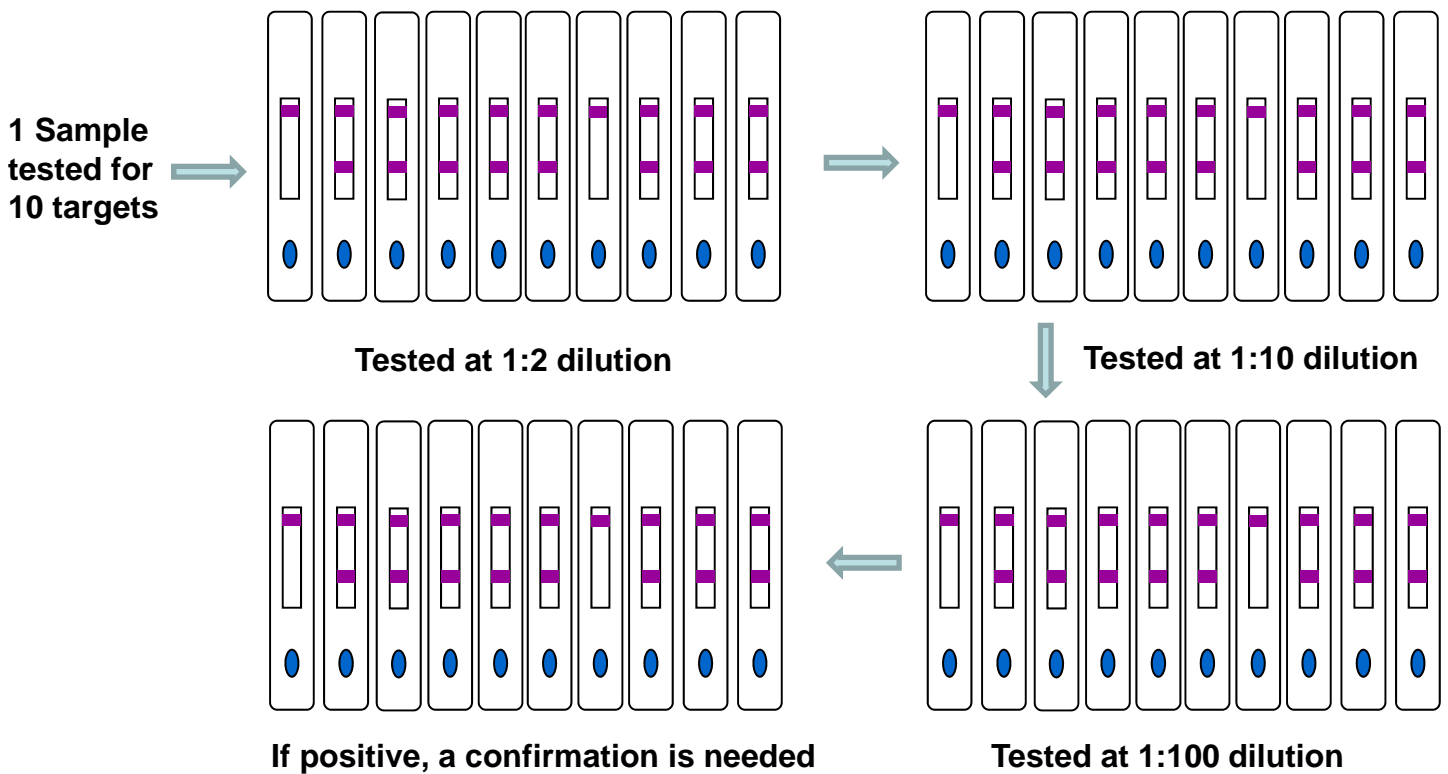 1 Sample
tested for
10 targets
Tested at 1:2 dilution
Tested at 1:10 dilution
If positive, a confirmation is needed
Tested at 1:100 dilution